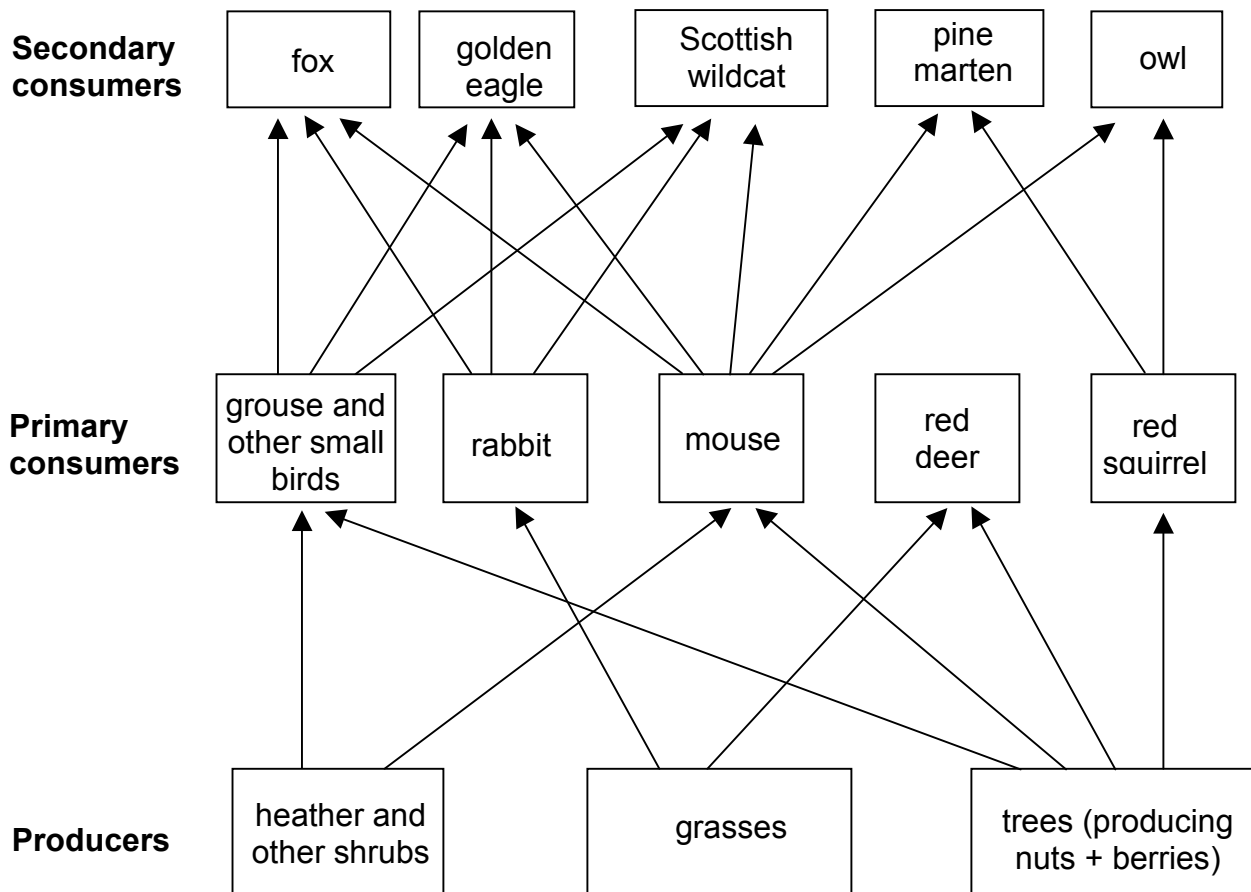 Secondary
consumers
fox
golden
eagle
Scottish
wildcat
pine
marten
owl
Primary
consumers
grouse and
other small
birds
rabbit
mouse
red
deer
red
squirrel
Producers
heather and
other shrubs
grasses
trees (producing
nuts + berries)